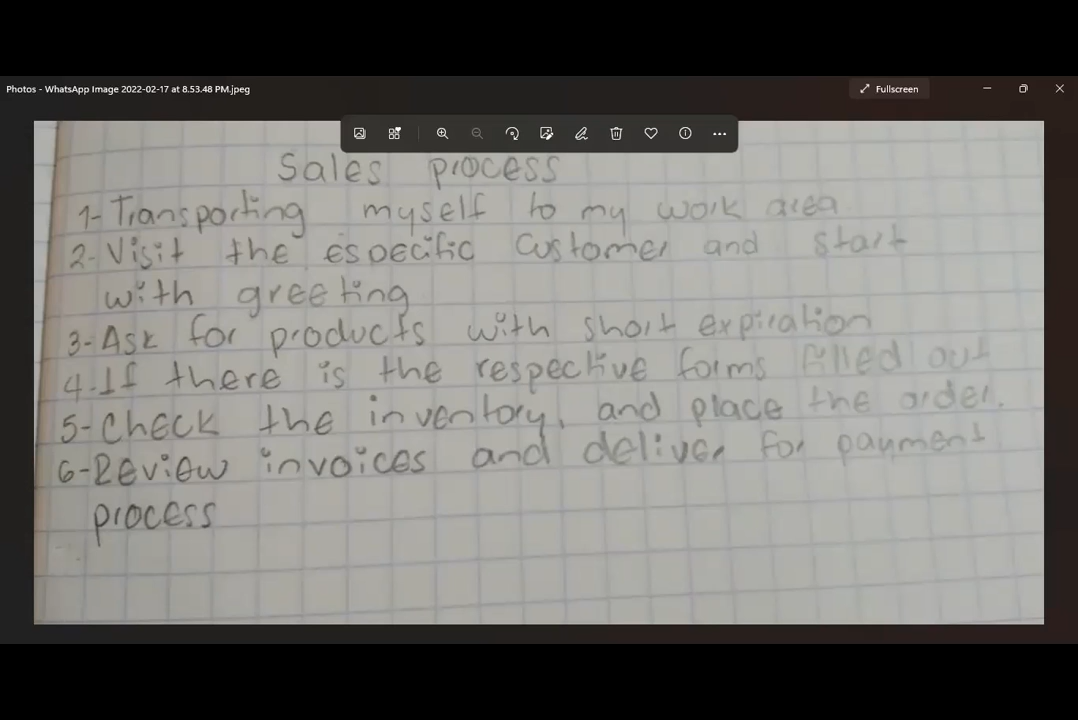 Photos - WhatsApp Image 2022-02-17 at 8.53.48 PM.jpeg
Fullscreen
Sales process
1- Transporting myself to my work area
2- Visit the especific customer and start
with greeting
3- Ask for products with short expiration
4- If there is the respective forms filled out
5- Check the inventory, and place the order.
6- Review invoices and deliver for payment
process